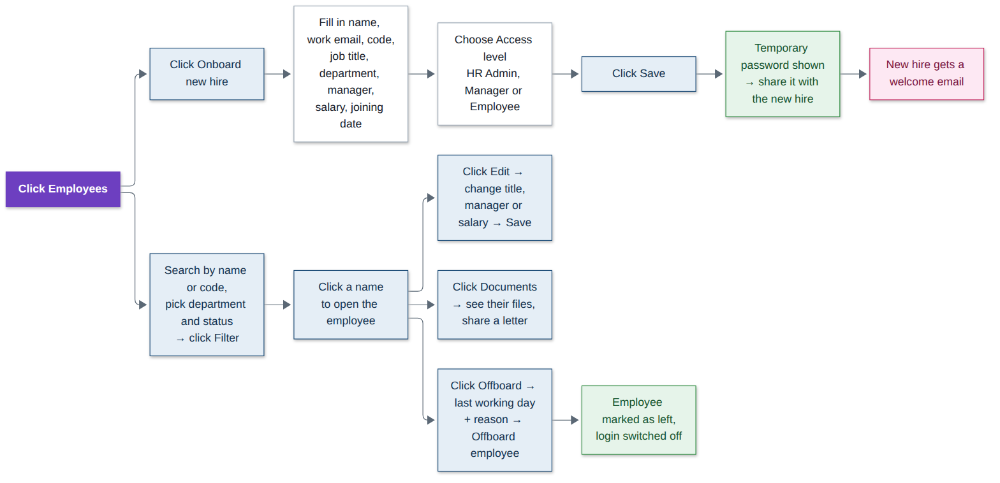 Click Employees
Click Onboard
new hire
Fill in name,
work email, code,
job title,
department,
manager,
salary, joining
date
Choose Access
level
HR Admin,
Manager or
Employee
Click Save
Temporary
password shown
→ share it with
the new hire
New hire gets a
welcome email
Search by name
or code,
pick department
and status
→ click Filter
Click a name
to open the
employee
Click Edit →
change title,
manager or
salary → Save
Click Documents
→ see their files,
share a letter
Click Offboard →
last working day
+ reason →
Offboard
employee
Employee
marked as left,
login switched off